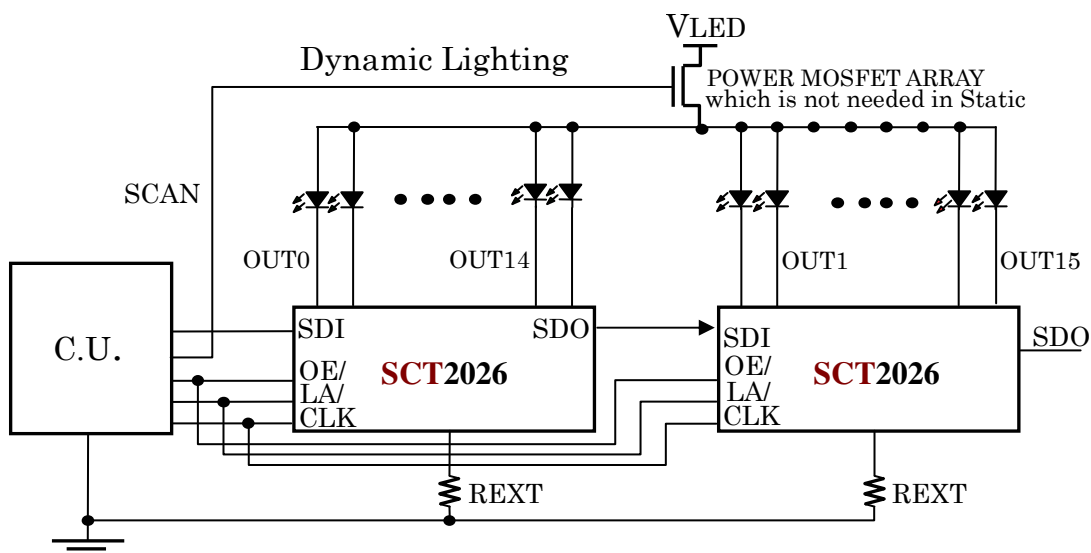 VLED
Dynamic Lighting
POWER MOSFET ARRAY
which is not needed in Static
SCAN
OUT0
OUT14
OUT1
OUT15
C.U.
SDI
SDO
OE/
LA/
CLK
SCT2026
SDI
OE/
LA/
CLK
SCT2026
SDO
REXT
REXT